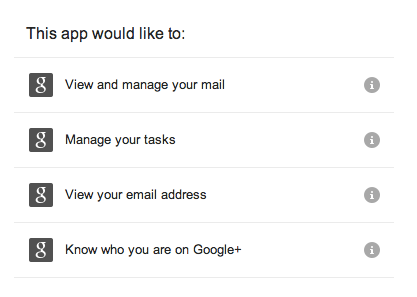 This app would like to:
g View and manage your mail i
g Manage your tasks i
g View your email address i
g Know who you are on Google+ i